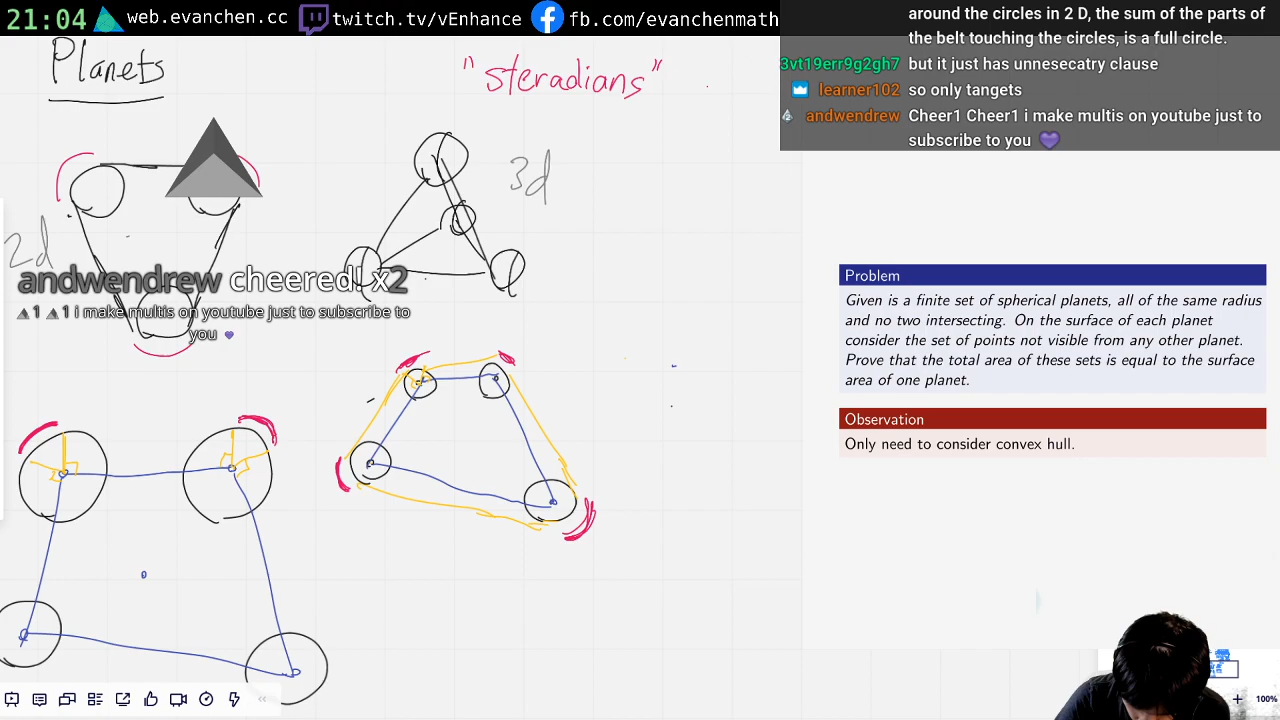 21:04 web.evanchen.cc twitch.tv/vEnhance fb.com/evanchenmath
around the circles in 2 D, the sum of the parts of
the belt touching the circles, is a full circle.
3vt19err9g2gh7 but it just has unnesecatry clause
learner102 so only tangets
andwendrew Cheer1 Cheer1 i make multis on youtube just to
subscribe to you 💜
Planets
"steradians"
3d
2d
andwendrew cheered! x2
1 1 i make multis on youtube just to subscribe to
you 💜
Problem
Given is a finite set of spherical planets, all of the same radius
and no two intersecting. On the surface of each planet
consider the set of points not visible from any other planet.
Prove that the total area of these sets is equal to the surface
area of one planet.
Observation
Only need to consider convex hull.
100%